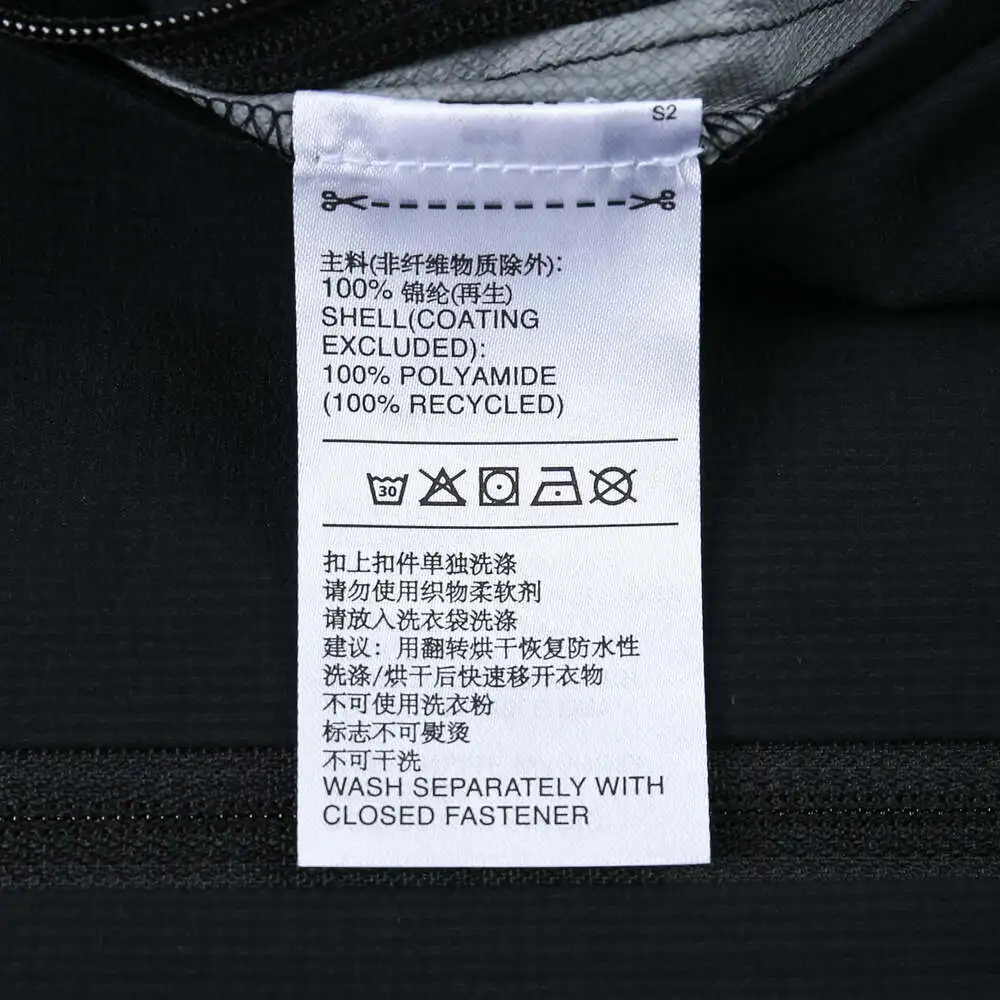 S2
主料(非纤维物质除外):
100% 锦纶(再生)
SHELL(COATING
EXCLUDED):
100% POLYAMIDE
(100% RECYCLED)
30
扣上扣件单独洗涤
请勿使用织物柔软剂
请放入洗衣袋洗涤
建议: 用翻转烘干恢复防水性
洗涤/烘干后快速移开衣物
不可使用洗衣粉
标志不可熨烫
不可干洗
WASH SEPARATELY WITH
CLOSED FASTENER